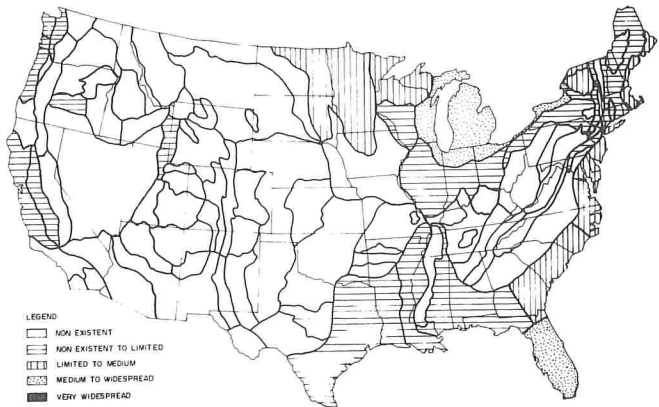 LEGEND
NON EXISTENT
NON EXISTENT TO LIMITED
LIMITED TO MEDIUM
MEDIUM TO WIDESPREAD
VERY WIDESPREAD